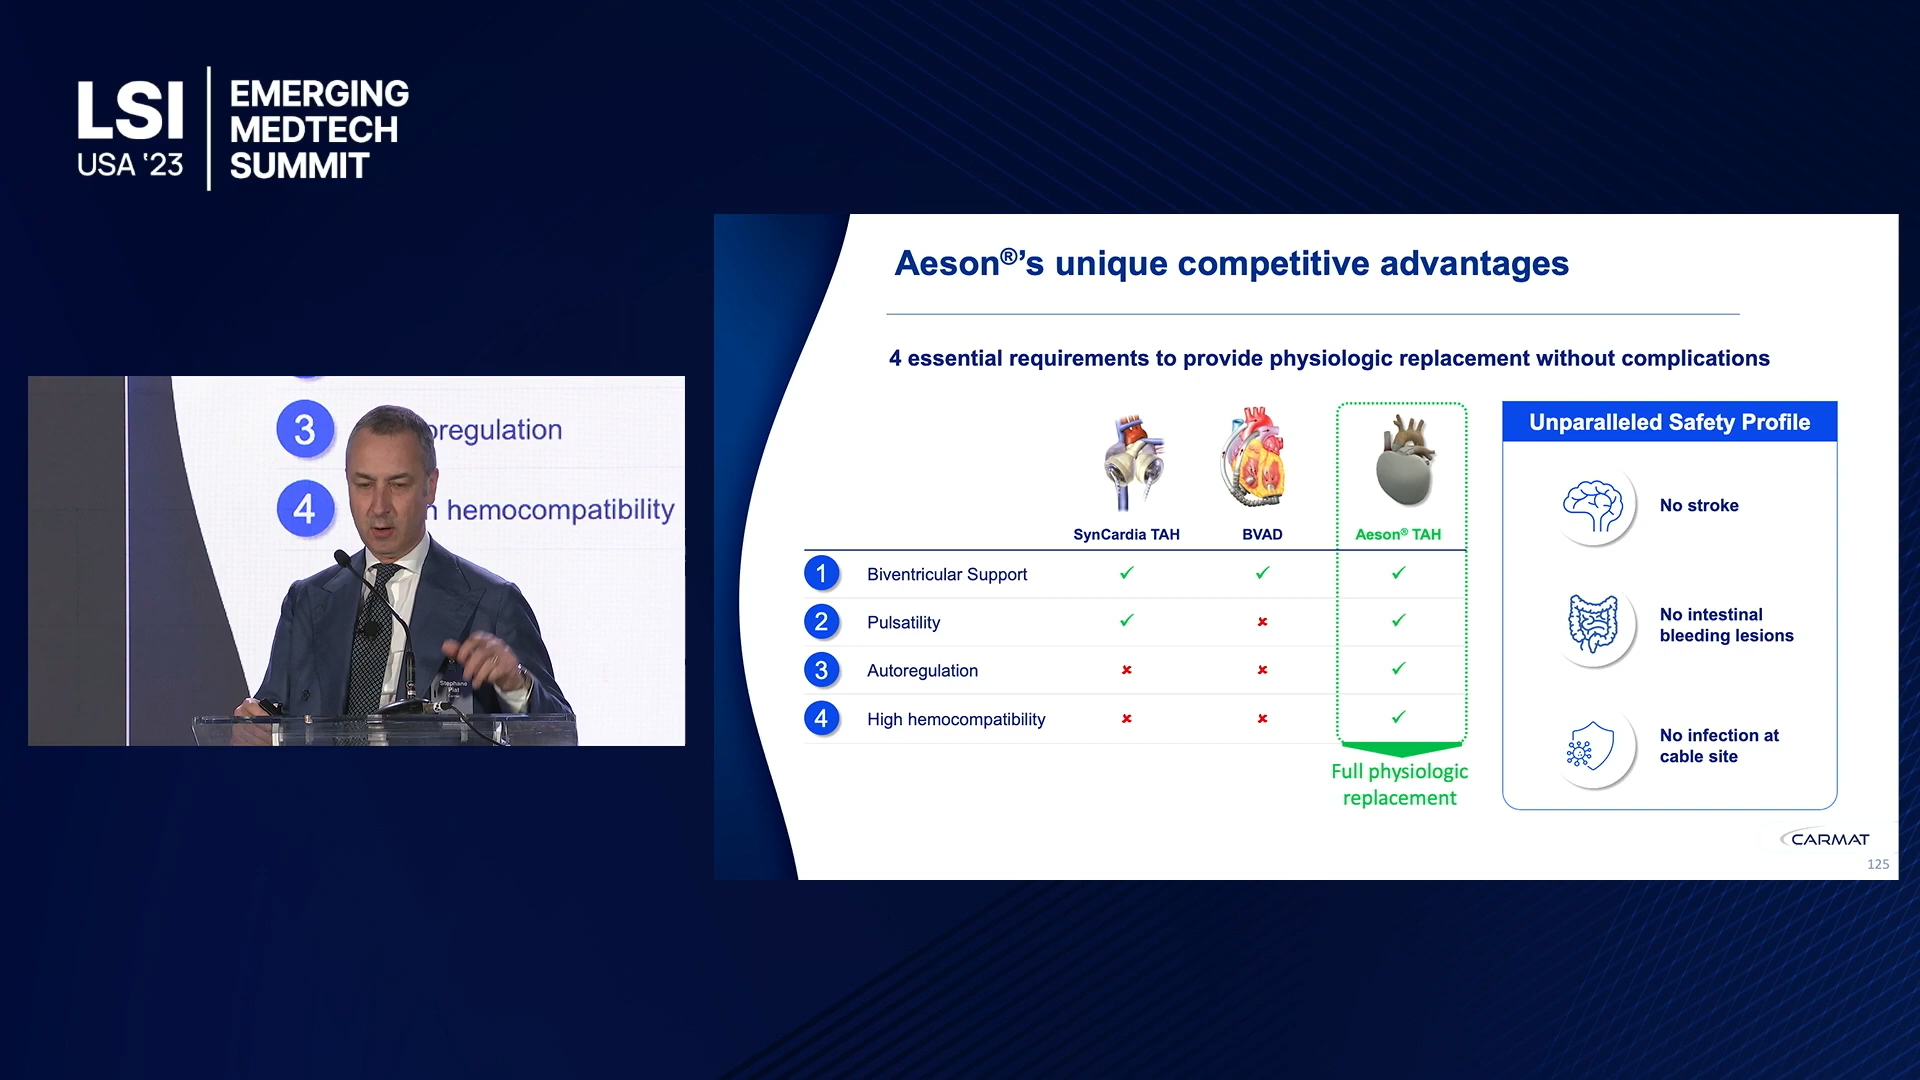 LSI
USA '23
EMERGING
MEDTECH
SUMMIT
3
oregulation
4
h hemocompatibility
Stephane
Piat
Aeson®'s unique competitive advantages
4 essential requirements to provide physiologic replacement without complications
SynCardia TAH BVAD Aeson® TAH
1 Biventricular Support ✓ ✓ ✓
2 Pulsatility ✓ ✘ ✓
3 Autoregulation ✘ ✘ ✓
4 High hemocompatibility ✘ ✘ ✓
Full physiologic
replacement
Unparalleled Safety Profile
No stroke
No intestinal
bleeding lesions
No infection at
cable site
CARMAT
125